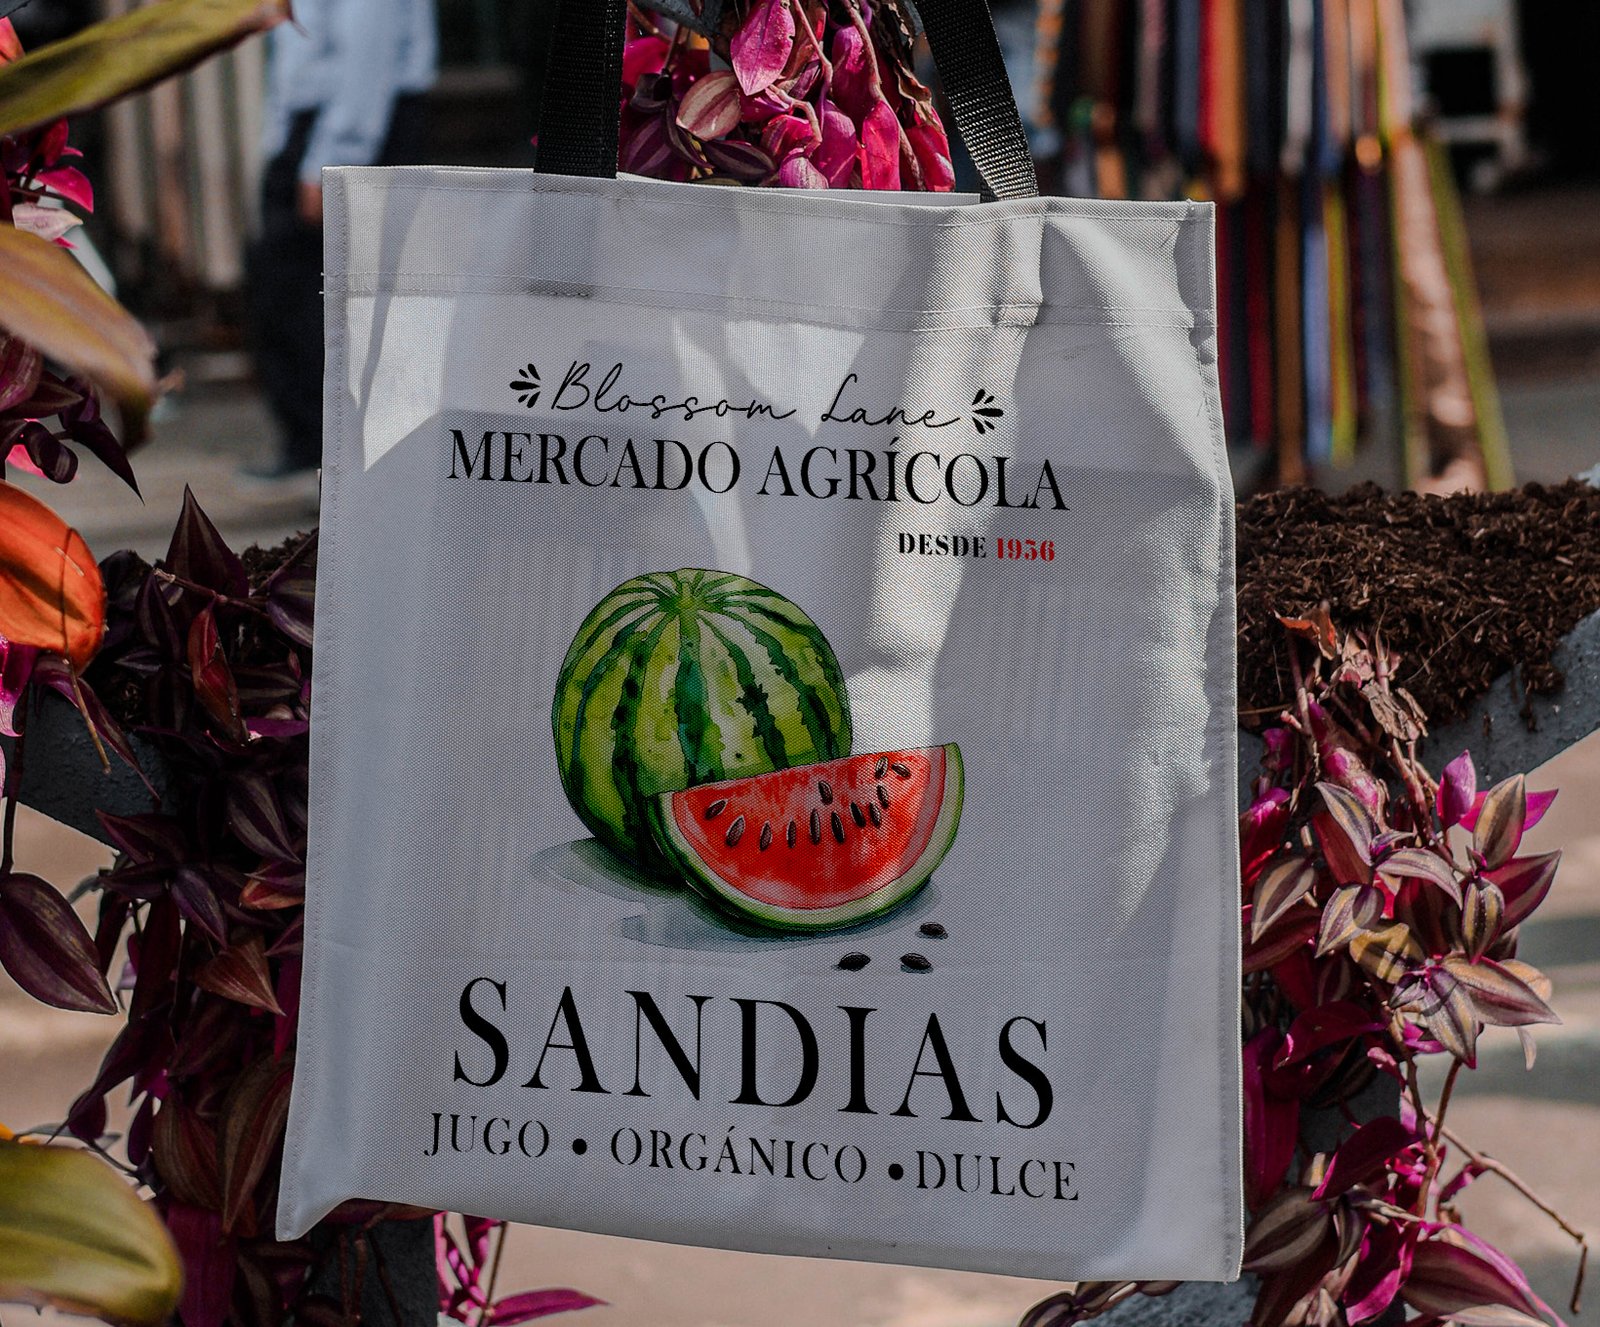 Blossom Lane
MERCADO AGRÍCOLA
DESDE 1956
SANDIAS
JUGO • ORGÁNICO • DULCE